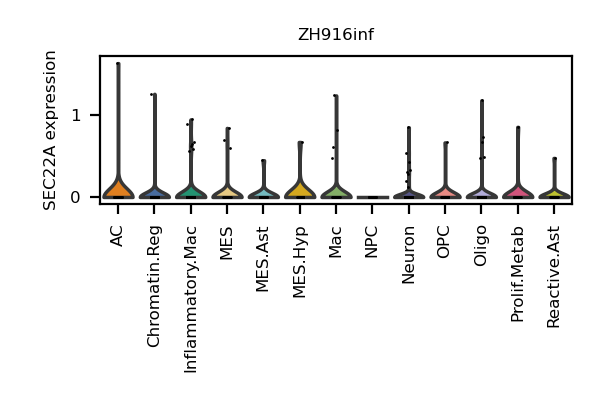 ZH916inf
SEC22A expression
1
0
AC
Chromatin.Reg
Inflammatory.Mac
MES
MES.Ast
MES.Hyp
Mac
NPC
Neuron
OPC
Oligo
Prolif.Metab
Reactive.Ast